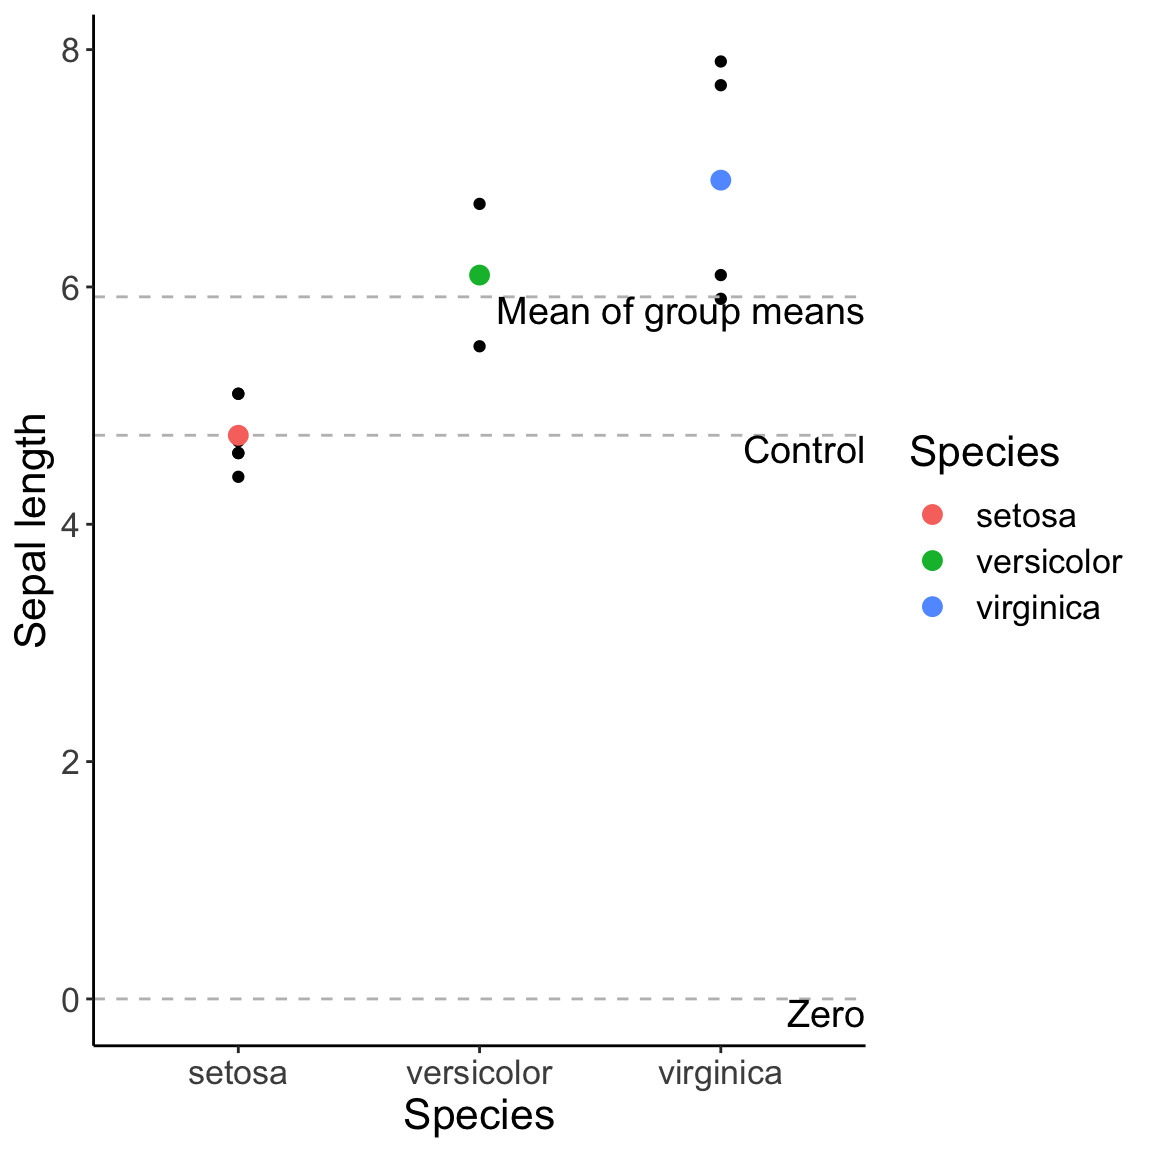 8
6
4
2
0
Sepal length
Mean of group means
Control
Zero
setosa
versicolor
virginica
Species
Species
setosa
versicolor
virginica